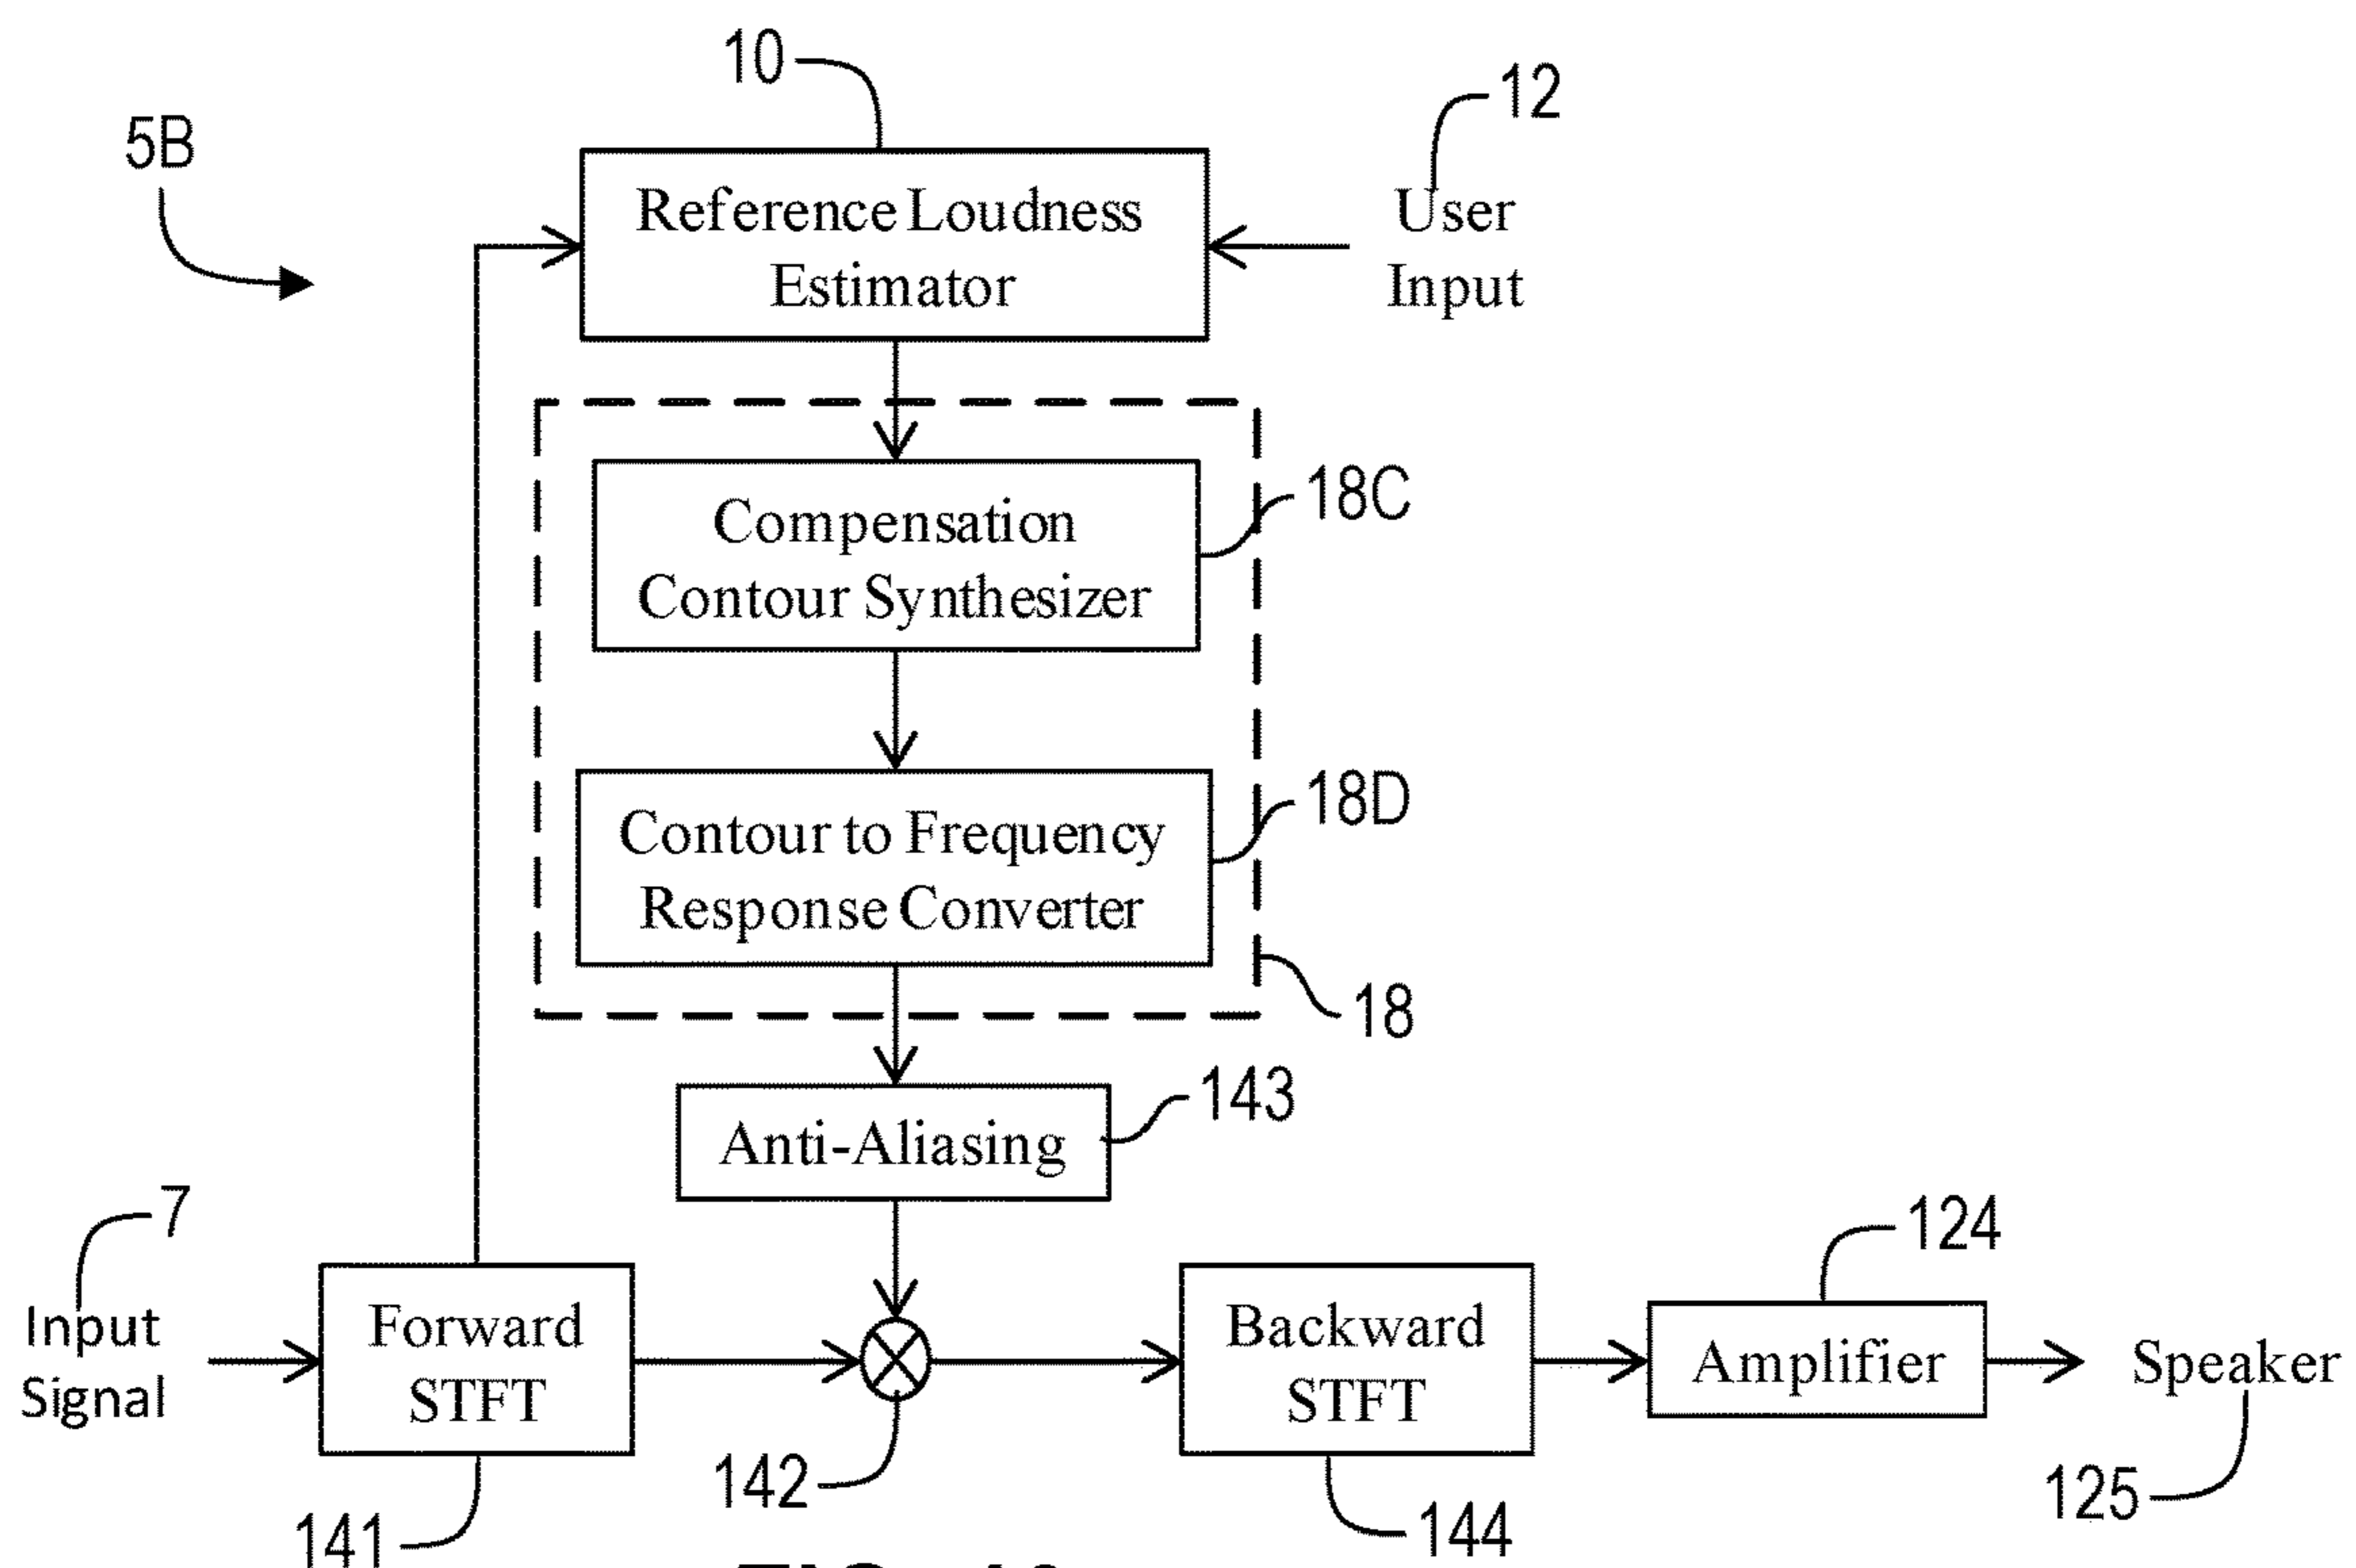 10
12
5B
Reference Loudness
Estimator
User
Input
Compensation
Contour Synthesizer
18C
Contour to Frequency
Response Converter
18D
18
Anti-Aliasing
143
7
Input
Signal
Forward
STFT
141
142
Backward
STFT
144
Amplifier
124
Speaker
125